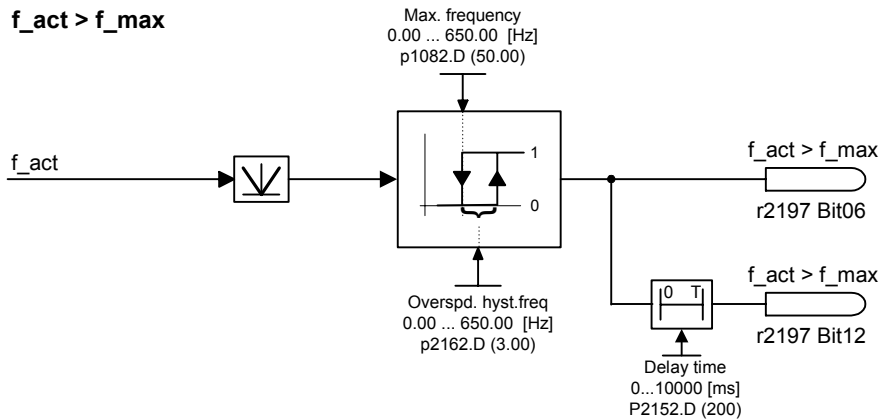 f_act > f_max
Max. frequency
0.00 ... 650.00 [Hz]
p1082.D (50.00)
f_act
1
0
f_act > f_max
r2197 Bit06
Overspd. hyst.freq
0.00 ... 650.00 [Hz]
p2162.D (3.00)
0 T
f_act > f_max
r2197 Bit12
Delay time
0...10000 [ms]
P2152.D (200)